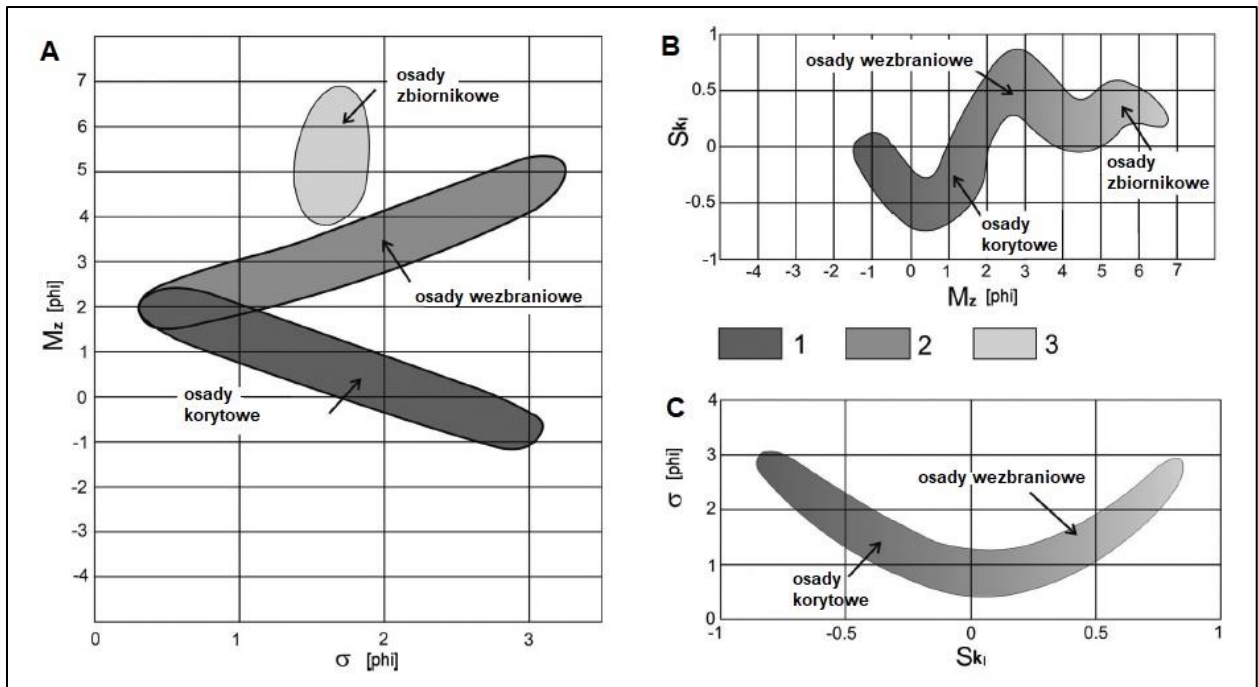 A
7
6
5
4
3
2
1
0
-1
-2
-3
-4
Mz [phi]
osady
zbiornikowe
osady wezbraniowe
osady
korytowe
0 1 2 3
σ [phi]
B
1
0.5
0
-0.5
-1
SkI
osady wezbraniowe
osady
zbiornikowe
osady
korytowe
-4 -3 -2 -1 0 1 2 3 4 5 6 7
Mz [phi]
1 2 3
C
4
3
2
1
0
σ [phi]
osady wezbraniowe
osady
korytowe
-1 -0.5 0 0.5 1
SkI